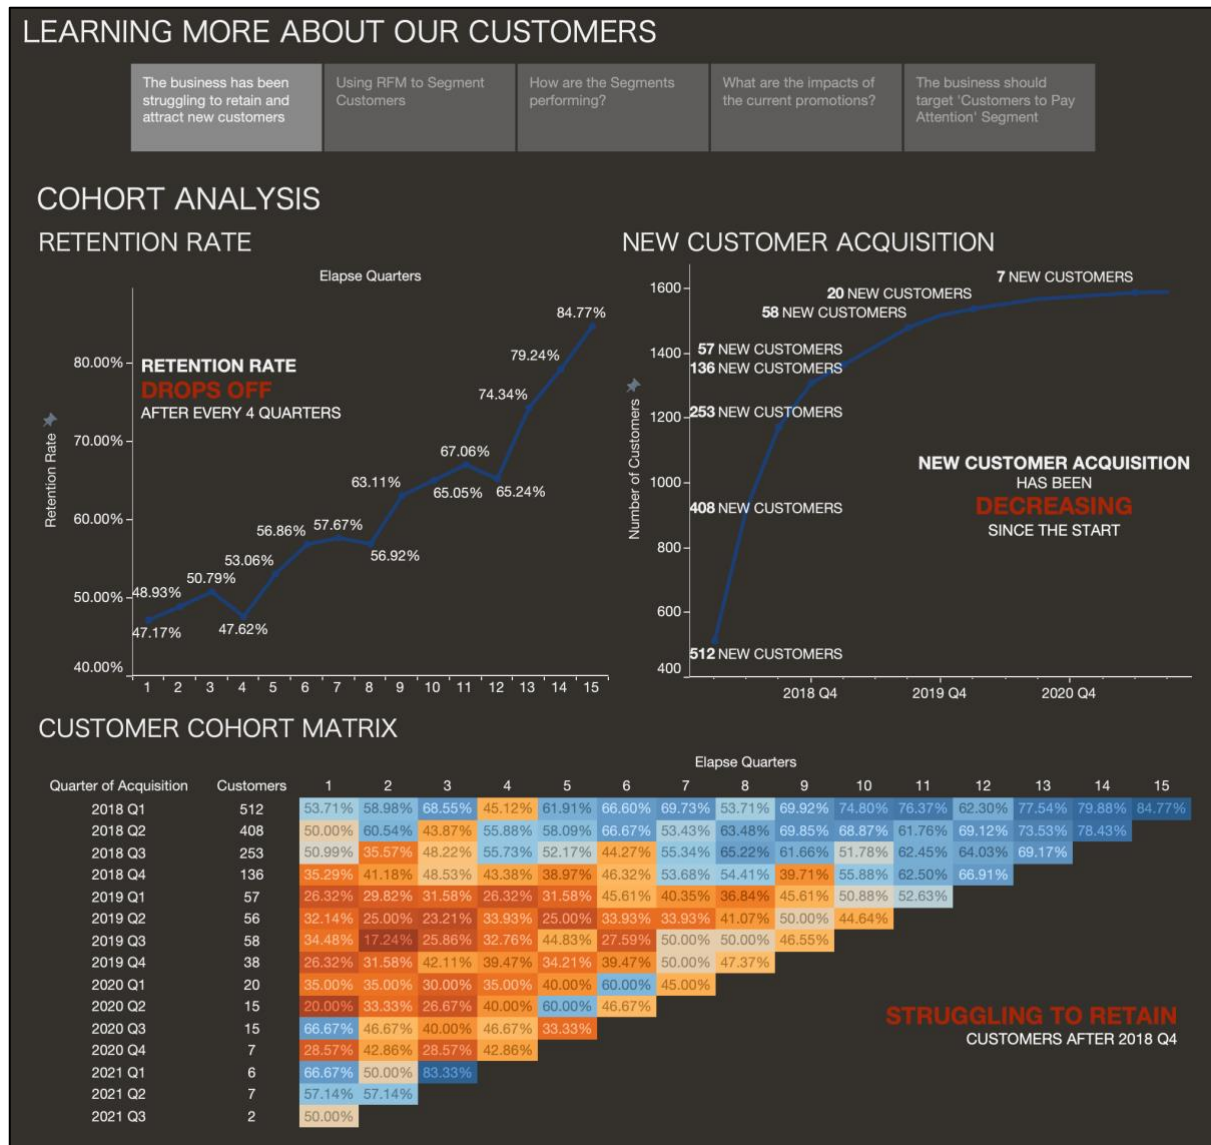 LEARNING MORE ABOUT OUR CUSTOMERS
The business has been
struggling to retain and
attract new customers
Using RFM to Segment
Customers
How are the Segments
performing?
What are the impacts of
the current promotions?
The business should
target 'Customers to Pay
Attention' Segment
COHORT ANALYSIS
RETENTION RATE
Elapse Quarters
84.77%
80.00%
79.24%
RETENTION RATE
DROPS OFF
AFTER EVERY 4 QUARTERS
74.34%
Retention Rate
70.00%
67.06%
63.11%
65.05%
65.24%
60.00%
56.86%
57.67%
56.92%
53.06%
50.79%
50.00%
48.93%
47.17%
47.62%
40.00%
1 2 3 4 5 6 7 8 9 10 11 12 13 14 15
NEW CUSTOMER ACQUISITION
7 NEW CUSTOMERS
1600
20 NEW CUSTOMERS
58 NEW CUSTOMERS
1400
57 NEW CUSTOMERS
136 NEW CUSTOMERS
Number of Customers
1200
253 NEW CUSTOMERS
NEW CUSTOMER ACQUISITION
HAS BEEN
DECREASING
SINCE THE START
1000
408 NEW CUSTOMERS
800
600
512 NEW CUSTOMERS
400
2018 Q4 2019 Q4 2020 Q4
CUSTOMER COHORT MATRIX
Elapse Quarters
Quarter of Acquisition Customers 1 2 3 4 5 6 7 8 9 10 11 12 13 14 15
2018 Q1 512 53.71% 58.98% 68.55% 45.12% 61.91% 66.60% 69.73% 53.71% 69.92% 74.80% 76.37% 62.30% 77.54% 79.88% 84.77%
2018 Q2 408 50.00% 60.54% 43.87% 55.88% 58.09% 66.67% 53.43% 63.48% 69.85% 68.87% 61.76% 69.12% 73.53% 78.43%
2018 Q3 253 50.99% 35.57% 48.22% 55.73% 52.17% 44.27% 55.34% 65.22% 61.66% 51.78% 62.45% 64.03% 69.17%
2018 Q4 136 35.29% 41.18% 48.53% 43.38% 38.97% 46.32% 53.68% 54.41% 39.71% 55.88% 62.50% 66.91%
2019 Q1 57 26.32% 29.82% 31.58% 26.32% 31.58% 45.61% 40.35% 36.84% 45.61% 50.88% 52.63%
2019 Q2 56 32.14% 25.00% 23.21% 33.93% 25.00% 33.93% 33.93% 41.07% 50.00% 44.64%
2019 Q3 58 34.48% 17.24% 25.86% 32.76% 44.83% 27.59% 50.00% 50.00% 46.55%
2019 Q4 38 26.32% 31.58% 42.11% 39.47% 34.21% 39.47% 50.00% 47.37%
2020 Q1 20 35.00% 35.00% 30.00% 35.00% 40.00% 60.00% 45.00%
2020 Q2 15 20.00% 33.33% 26.67% 40.00% 60.00% 46.67%
2020 Q3 15 66.67% 46.67% 40.00% 46.67% 33.33%
2020 Q4 7 28.57% 42.86% 28.57% 42.86%
2021 Q1 6 66.67% 50.00% 83.33%
2021 Q2 7 57.14% 57.14%
2021 Q3 2 50.00%
STRUGGLING TO RETAIN
CUSTOMERS AFTER 2018 Q4